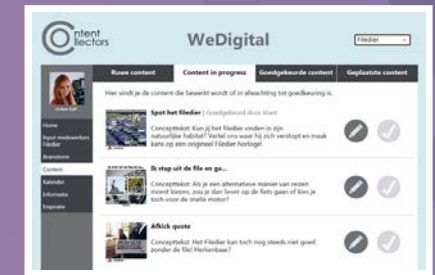 Content
Collectors
WeDigital
Filedier
Ruwe content
Content in progress
Goedgekeurde content
Geplaatste content
Hier vindt je de content die bewerkt wordt of in afwachting tot goedkeuring is.
Home
Input medewerkers
Filedier
Brainstorm
Content
Kalender
Informatie
Inspiratie
Spot het filedier | Goedgekeurd door klant
Concepttekst: Kun jij het filedier vinden in zijn
natuurlijke habitat? Vertel ons waar hij zich verstopt en maak
kans op een origineel Filedier horloge!
Ik stap uit de file en ga...
Concepttekst: Als je een alternatieve manier van reizen
moest kiezen, zou je dan liever op de fiets gaan of kies je
toch voor de snelle motor?
Afkick quote
Concepttekst: Het Filedier kan toch nog steeds niet goed
zonder de file! Herkenbaar?